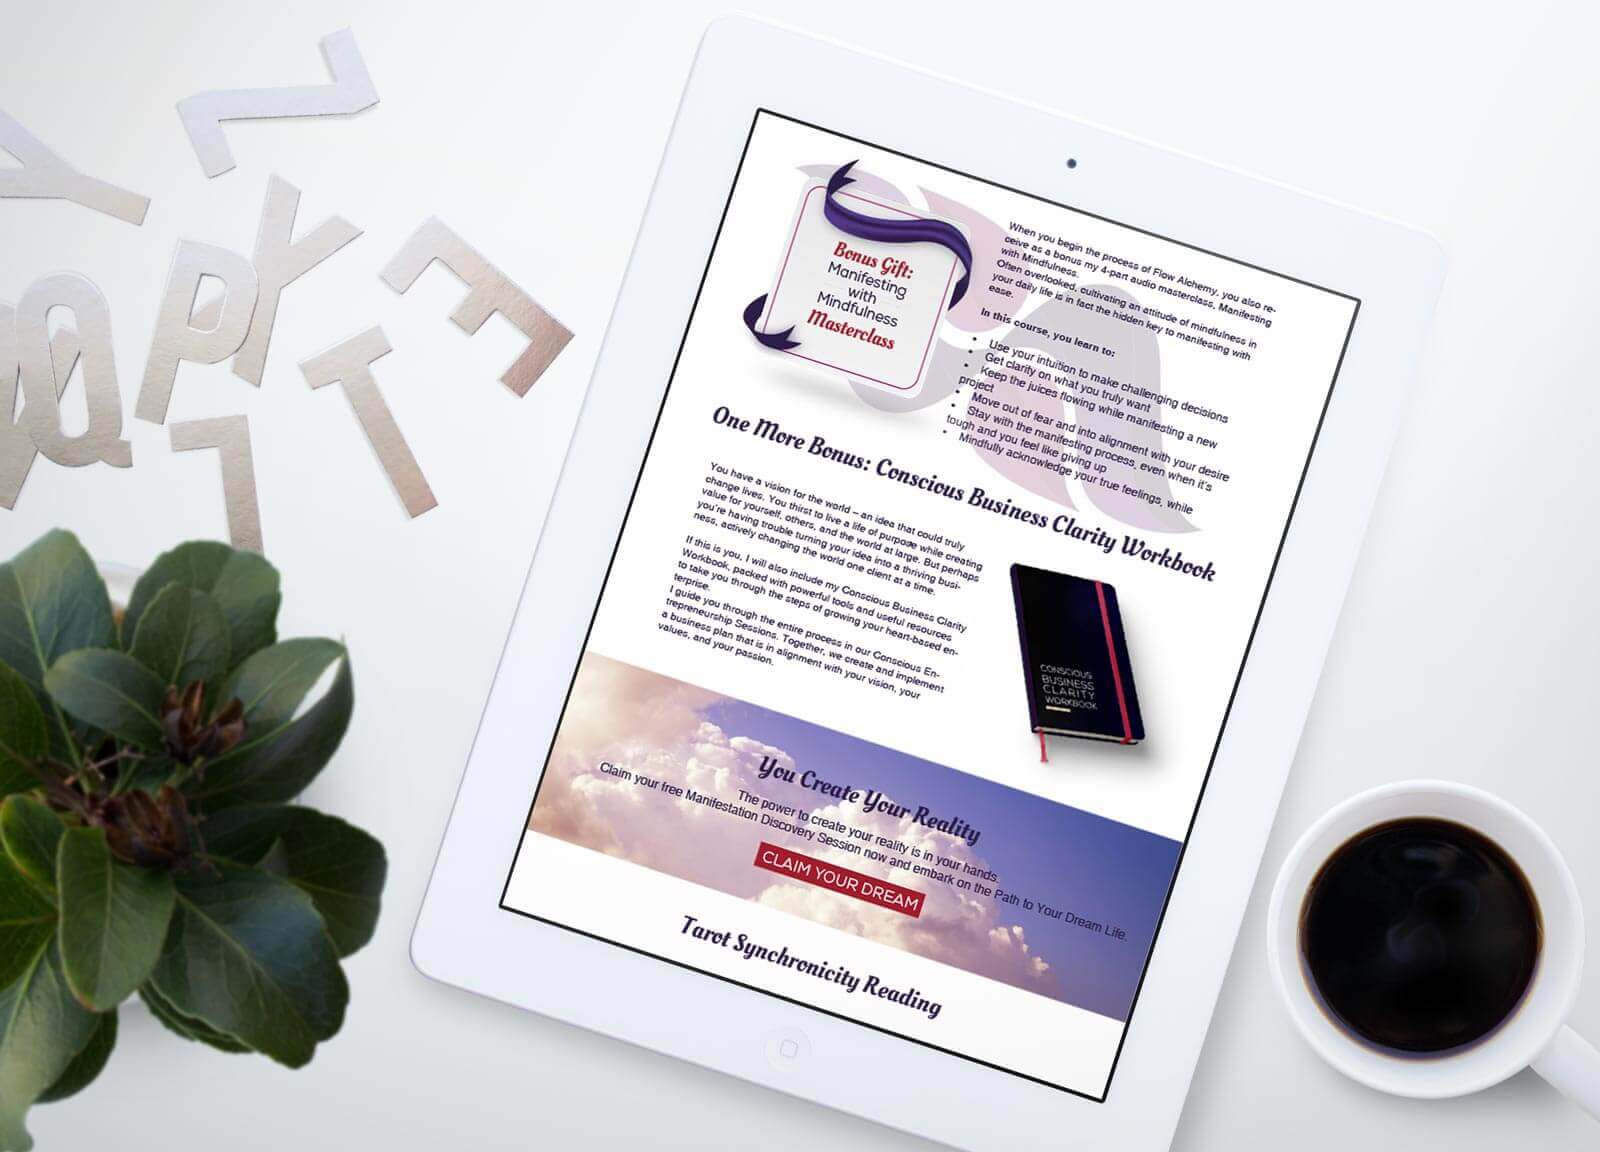 Z
Y
P
Y
E
Q
T
L
Bonus Gift:
Manifesting
with
Mindfulness
Masterclass
When you begin the process of Flow Alchemy, you also re-
ceive as a bonus my 4-part audio masterclass, Manifesting
with Mindfulness.
Often overlooked, cultivating an attitude of mindfulness in
your daily life is in fact the hidden key to manifesting with
ease.
In this course, you learn to:
• Use your intuition to make challenging decisions
• Get clarity on what you truly want
• Keep the juices flowing while manifesting a new
project
• Move out of fear and into alignment with your desire
• Stay with the manifesting process, even when it's
tough and you feel like giving up
• Mindfully acknowledge your true feelings, while
One More Bonus: Conscious Business Clarity Workbook
You have a vision for the world – an idea that could truly
change lives. You thirst to live a life of purpose while creating
value for yourself, others, and the world at large. But perhaps
you're having trouble turning your idea into a thriving busi-
ness, actively changing the world one client at a time.
If this is you, I will also include my Conscious Business Clarity
Workbook, packed with powerful tools and useful resources
to take you through the steps of growing your heart-based en-
terprise.
I guide you through the entire process in our Conscious En-
trepreneurship Sessions. Together, we create and implement
a business plan that is in alignment with your vision, your
values, and your passion.
CONSCIOUS
BUSINESS
CLARITY
WORKBOOK
You Create Your Reality
The power to create your reality is in your hands.
Claim your free Manifestation Discovery Session now and embark on the Path to Your Dream Life.
CLAIM YOUR DREAM
Tarot Synchronicity Reading